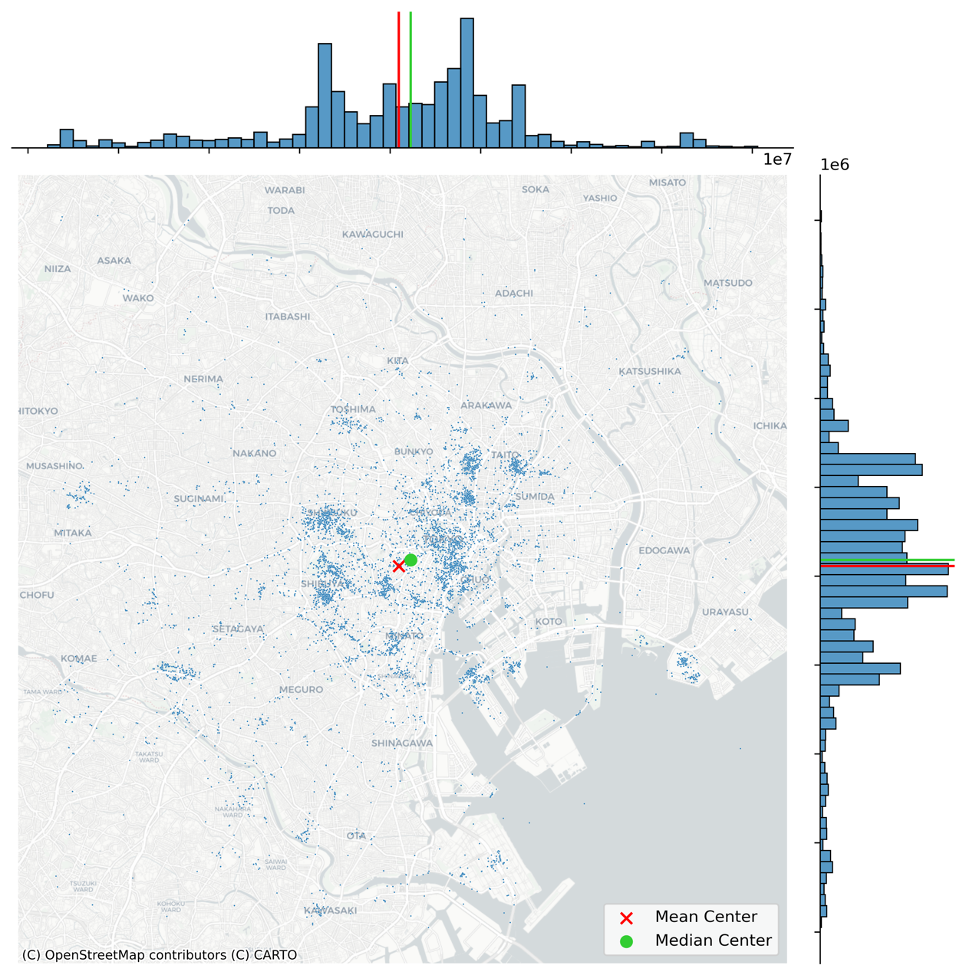 1e7
1e6
WARABI
SOKA
MISATO
YASHIO
TODA
KAWAGUCHI
ASAKA
NIIZA
MATSUDO
WAKO
ADACHI
ITABASHI
KITA
KATSUSHIKA
NERIMA
TOSHIMA
ARAKAWA
HITOKYO
ICHIKA
NAKANO
BUNKYO
TAITO
MUSASHINO
SUGINAMI
SUMIDA
SHINJUKU
MITAKA
EDOGAWA
SHIBUYA
CHUO
CHOFU
URAYASU
KOTO
SETAGAYA
MINATO
KOMAE
TAMA WARD
MEGURO
SHINAGAWA
TAKATSU
WARD
NAKAHARA
WARD
OTA
SAIWAI
WARD
TSUZUKI
WARD
KOHOKU
WARD
KAWASAKI
Mean Center
Median Center
(C) OpenStreetMap contributors (C) CARTO